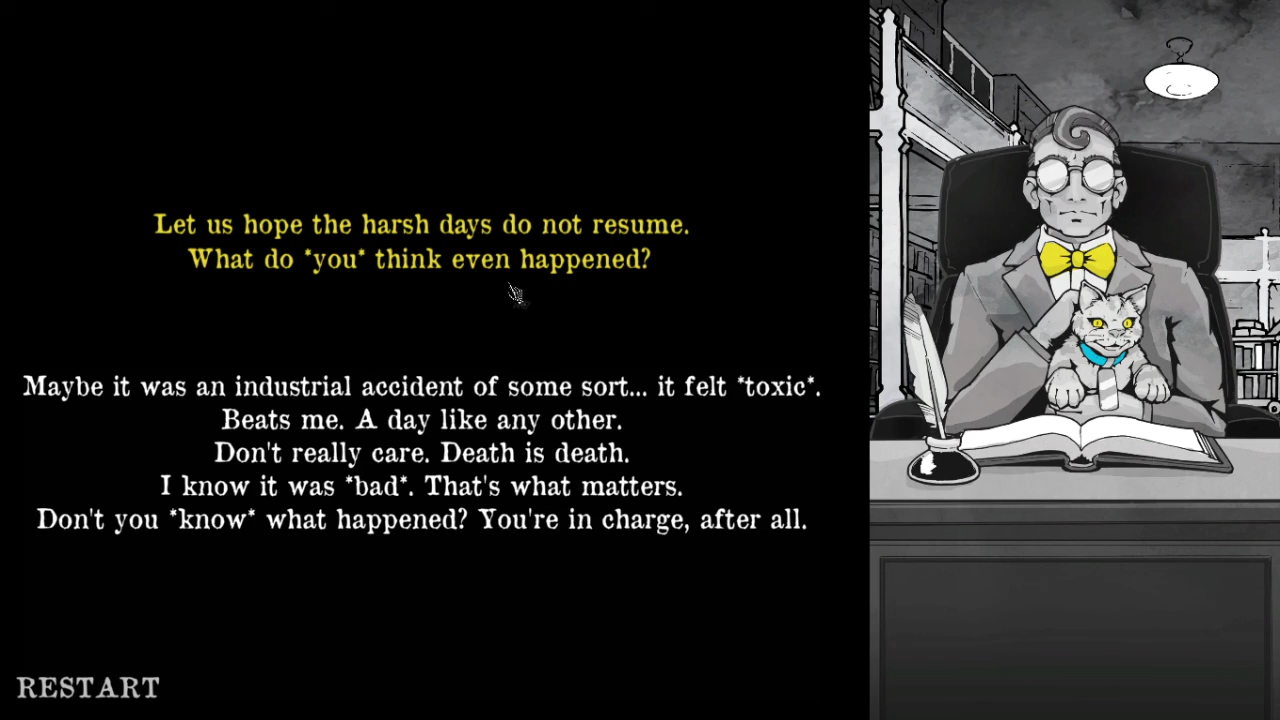 Let us hope the harsh days do not resume.
What do *you* think even happened?
Maybe it was an industrial accident of some sort... it felt *toxic*.
Beats me. A day like any other.
Don't really care. Death is death.
I know it was *bad*. That's what matters.
Don't you *know* what happened? You're in charge, after all.
RESTART